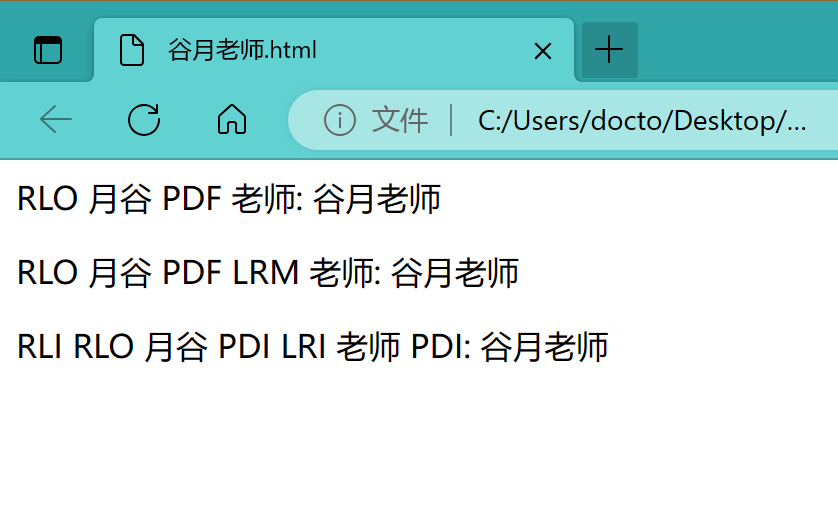 谷月老师.html
文件 | C:/Users/docto/Desktop/...
RLO 月谷 PDF 老师: 谷月老师
RLO 月谷 PDF LRM 老师: 谷月老师
RLI RLO 月谷 PDI LRI 老师 PDI: 谷月老师